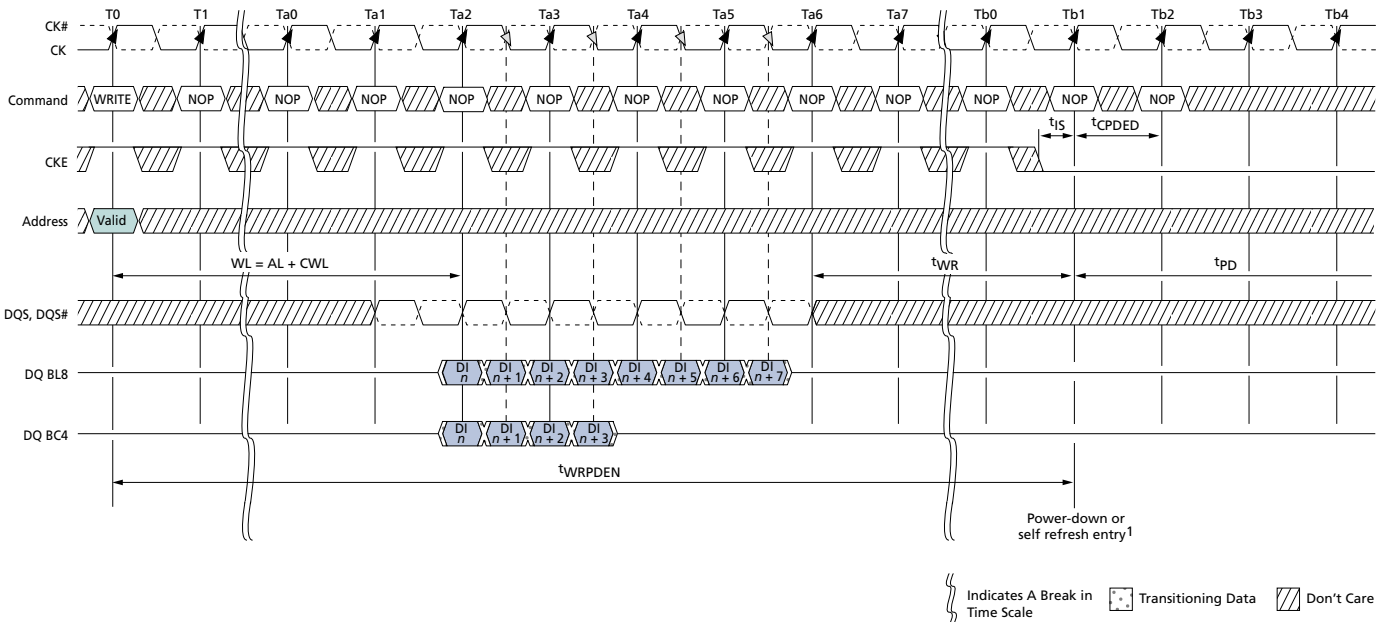 T0 T1 Ta0 Ta1 Ta2 Ta3 Ta4 Ta5 Ta6 Ta7 Tb0 Tb1 Tb2 Tb3 Tb4
CK#
CK
Command WRITE NOP NOP NOP NOP NOP NOP NOP NOP NOP NOP NOP NOP
tIS tCPDED
CKE
Address Valid
WL = AL + CWL tWR tPD
DQS, DQS#
DQ BL8 DI n DI n + 1 DI n + 2 DI n + 3 DI n + 4 DI n + 5 DI n + 6 DI n + 7
DQ BC4 DI n DI n + 1 DI n + 2 DI n + 3
tWRPDEN
Power-down or
self refresh entry1
Indicates A Break in
Time Scale
Transitioning Data
Don't Care